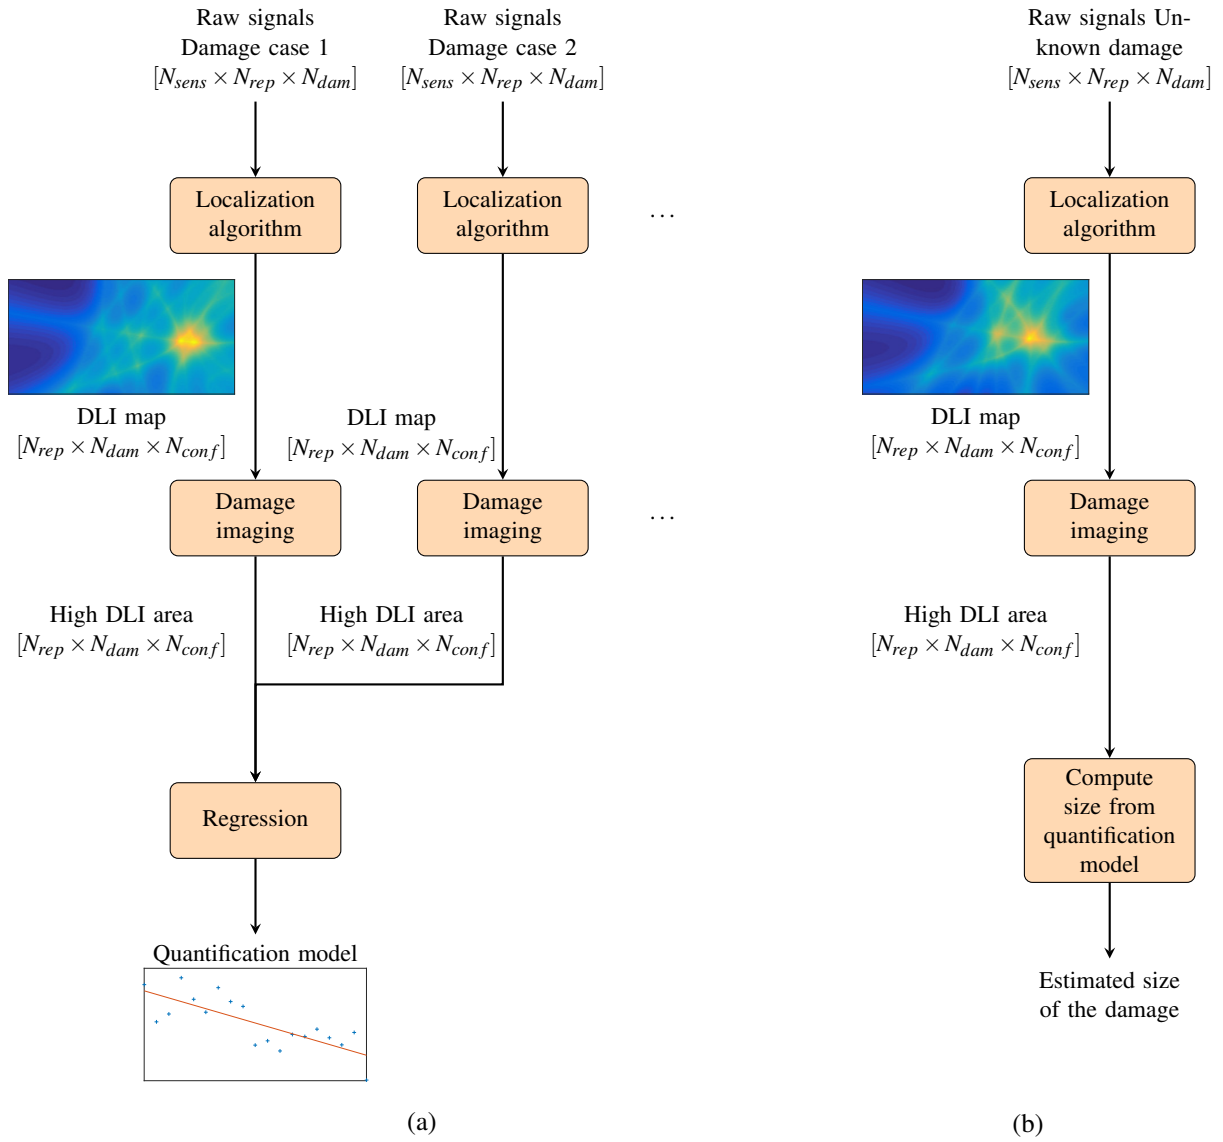 Raw signals
Damage case 1
[N_sens × N_rep × N_dam]
Raw signals
Damage case 2
[N_sens × N_rep × N_dam]
Localization
algorithm
Localization
algorithm
...
DLI map
[N_rep × N_dam × N_conf]
DLI map
[N_rep × N_dam × N_conf]
Damage
imaging
Damage
imaging
...
High DLI area
[N_rep × N_dam × N_conf]
High DLI area
[N_rep × N_dam × N_conf]
Regression
Quantification model
(a)
Raw signals Un-
known damage
[N_sens × N_rep × N_dam]
Localization
algorithm
DLI map
[N_rep × N_dam × N_conf]
Damage
imaging
High DLI area
[N_rep × N_dam × N_conf]
Compute
size from
quantification
model
Estimated size
of the damage
(b)